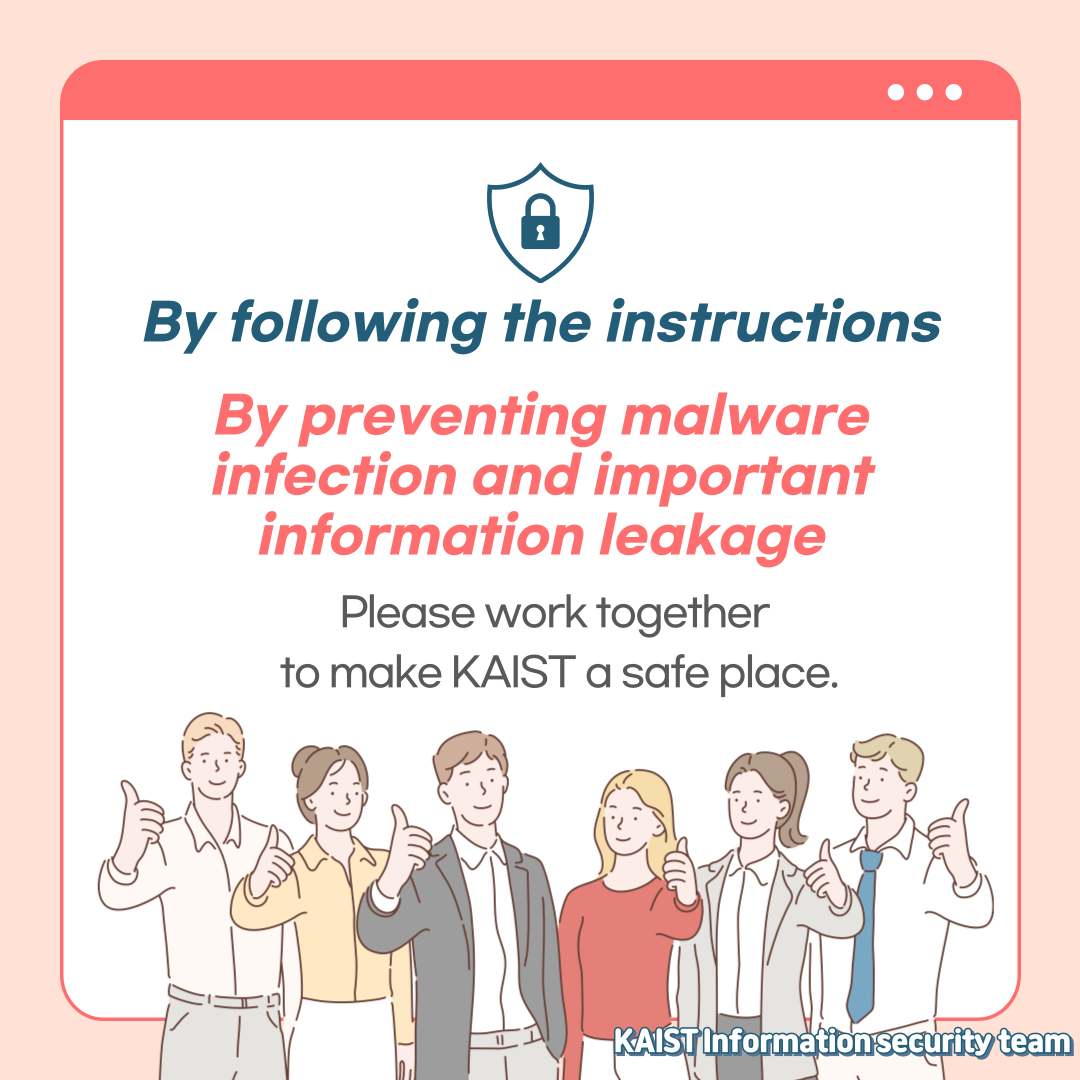 By following the instructions
By preventing malware
infection and important
information leakage
Please work together
to make KAIST a safe place.
KAIST Information security team